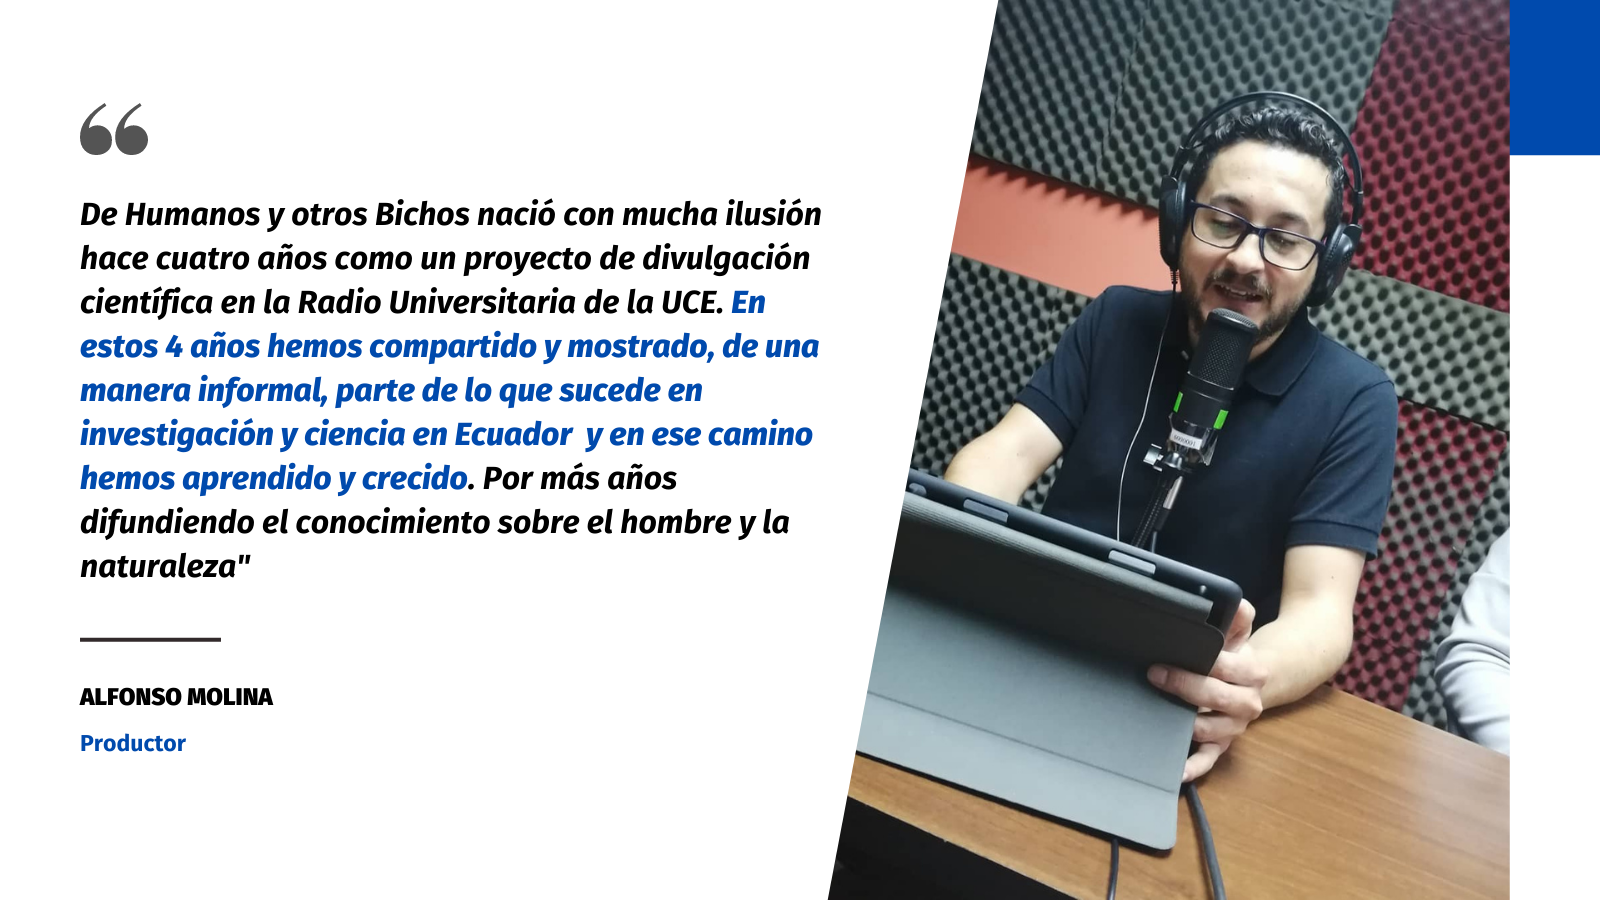 “
De Humanos y otros Bichos nació con mucha ilusión
hace cuatro años como un proyecto de divulgación
científica en la Radio Universitaria de la UCE. En
estos 4 años hemos compartido y mostrado, de una
manera informal, parte de lo que sucede en
investigación y ciencia en Ecuador  y en ese camino
hemos aprendido y crecido. Por más años
difundiendo el conocimiento sobre el hombre y la
naturaleza"
ALFONSO MOLINA
Productor